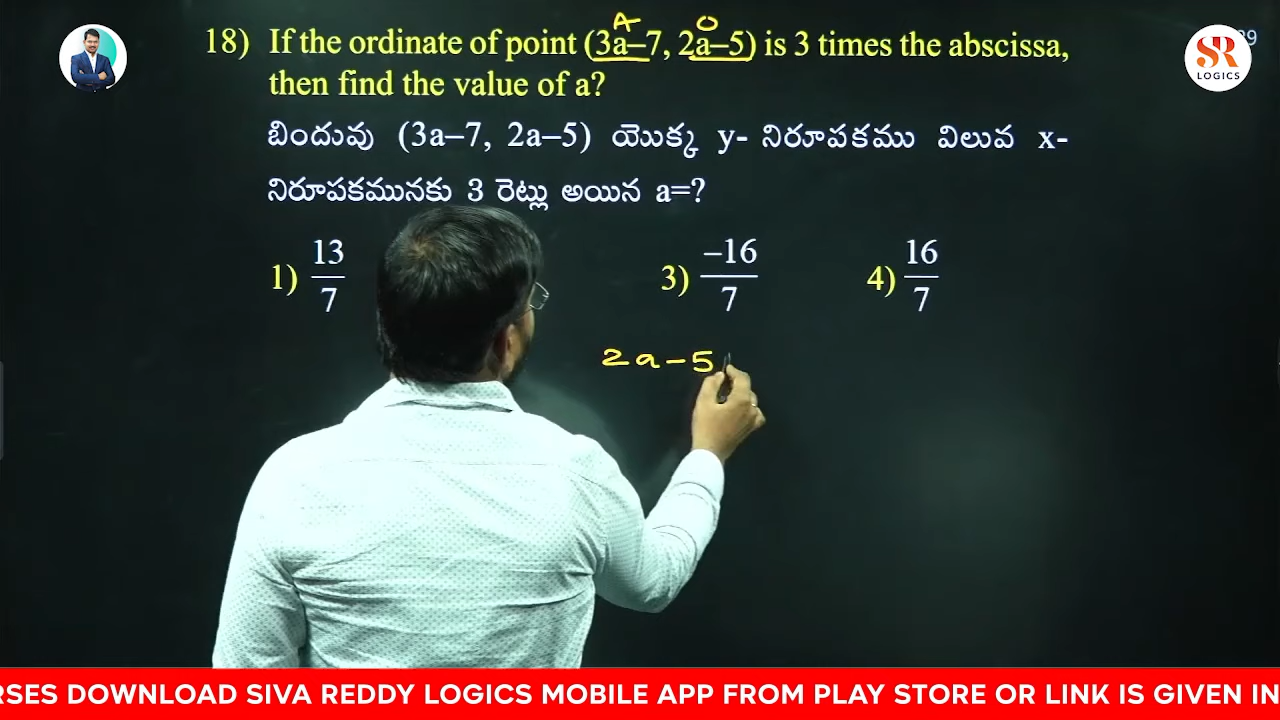 A O
18) If the ordinate of point (3a–7, 2a–5) is 3 times the abscissa,
then find the value of a?
బిందువు (3a–7, 2a–5) యొక్క y- నిరూపకము విలువ x-
నిరూపకమునకు 3 రెట్లు అయిన a=?
1) 13/7 3) –16/7 4) 16/7
2a-5
SR
LOGICS
RSES DOWNLOAD SIVA REDDY LOGICS MOBILE APP FROM PLAY STORE OR LINK IS GIVEN IN